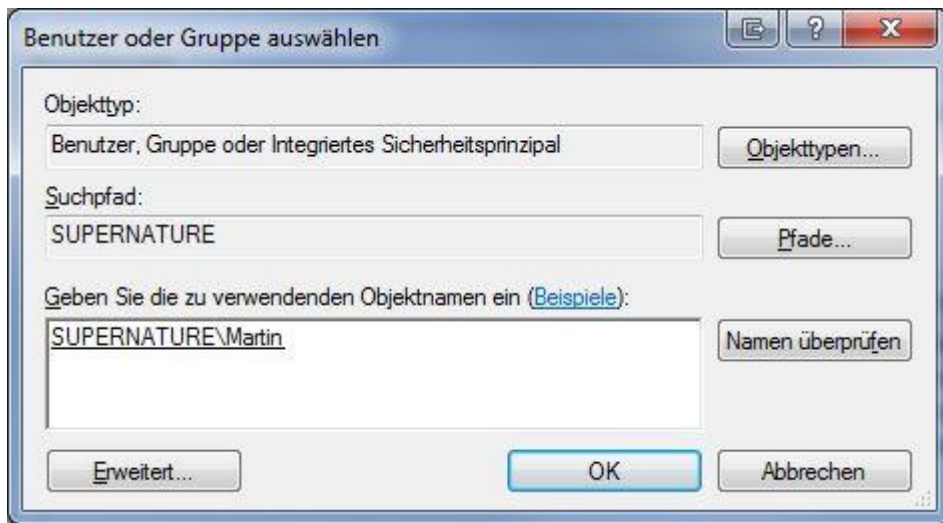 Benutzer oder Gruppe auswählen
Objekttyp:
Benutzer, Gruppe oder Integriertes Sicherheitsprinzipal
Objekttypen...
Suchpfad:
SUPERNATURE
Pfade...
Geben Sie die zu verwendenden Objektnamen ein (Beispiele):
SUPERNATURE\Martin
Namen überprüfen
Erweitert...
OK
Abbrechen